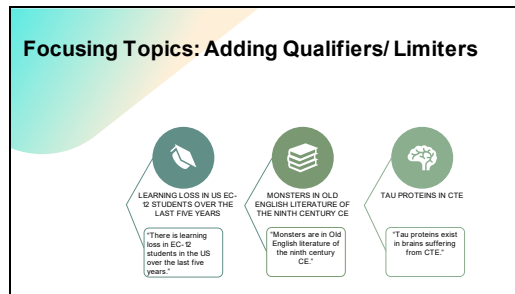 Focusing Topics: Adding Qualifiers/ Limiters
LEARNING LOSS IN US EC-
12 STUDENTS OVER THE
LAST FIVE YEARS
"There is learning
loss in EC-12
students in the US
over the last five
years."
MONSTERS IN OLD
ENGLISH LITERATURE OF
THE NINTH CENTURY CE
"Monsters are in Old
English literature of
the ninth century
CE."
TAU PROTEINS IN CTE
"Tau proteins exist
in brains suffering
from CTE."